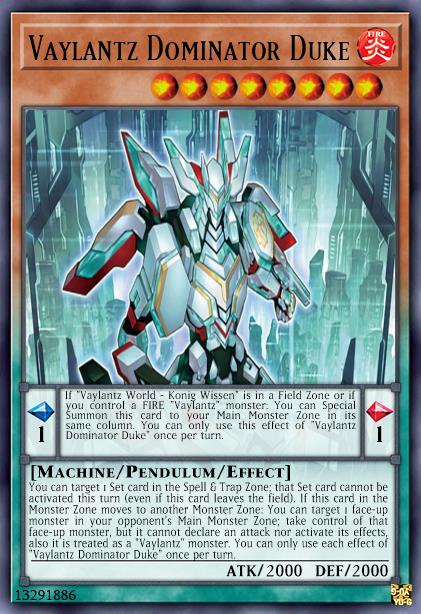 Vaylantz Dominator Duke
FIRE
炎
If "Vaylantz World - Konig Wissen" is in a Field Zone or if
you control a FIRE "Vaylantz" monster: You can Special
Summon this card to your Main Monster Zone in its
same column. You can only use this effect of "Vaylantz
Dominator Duke" once per turn.
1
1
[Machine/Pendulum/Effect]
You can target 1 Set card in the Spell & Trap Zone; that Set card cannot be
activated this turn (even if this card leaves the field). If this card in the
Monster Zone moves to another Monster Zone: You can target 1 face-up
monster in your opponent's Main Monster Zone; take control of that
face-up monster, but it cannot declare an attack nor activate its effects,
also it is treated as a "Vaylantz" monster. You can only use each effect of
"Vaylantz Dominator Duke" once per turn.
ATK/2000 DEF/2000
13291886